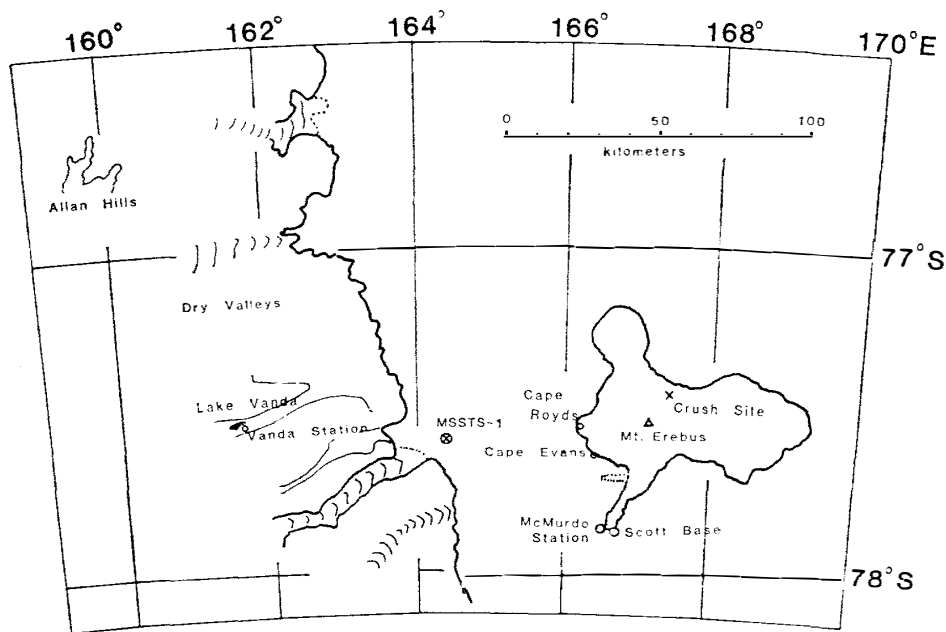 160°
162°
164°
166°
168°
170°E
0
50
100
kilometers
Allan Hills
77°S
Dry Valleys
Lake Vanda
Vanda Station
MSSTS-1
Cape
Royds
Crush Site
Mt. Erebus
Cape Evans
McMurdo
Station
Scott Base
78°S